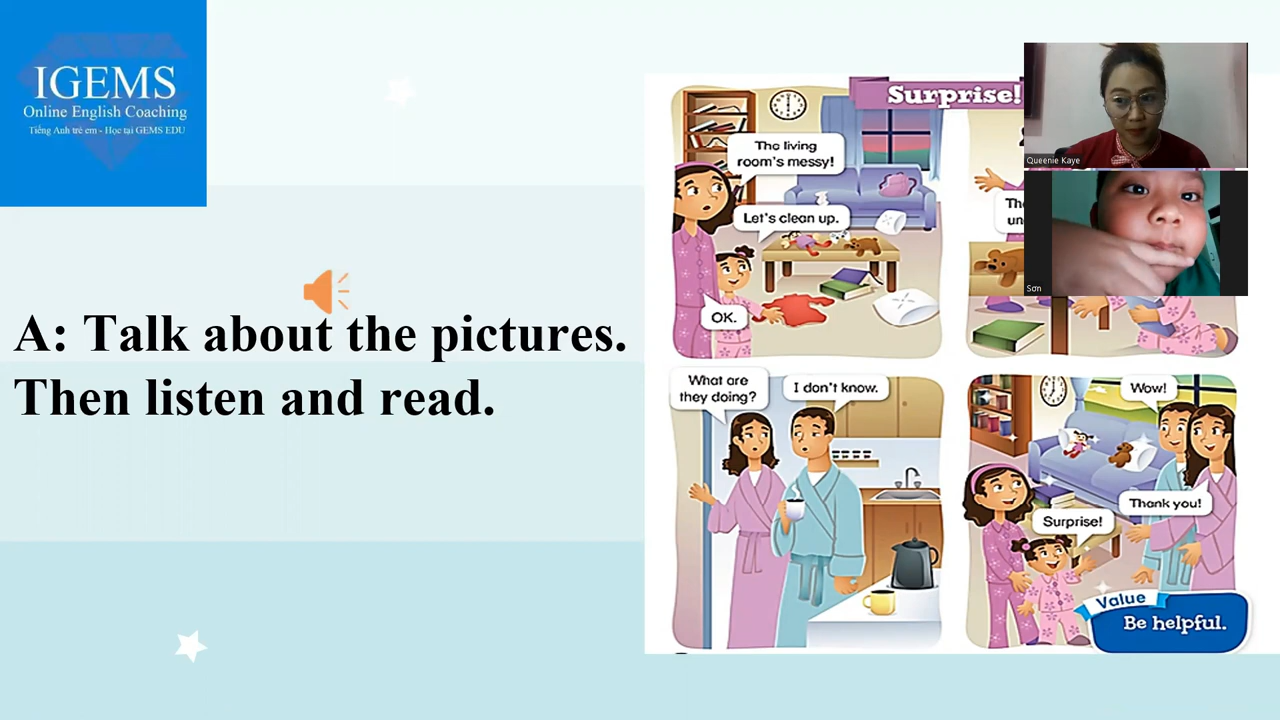 IGEMS
Online English Coaching
Tiếng Anh trẻ em - Học tại GEMS EDU
A: Talk about the pictures.
Then listen and read.
Surprise!
The living
room's messy!
Let's clean up.
OK.
What are
they doing?
I don't know.
Wow!
Thank you!
Surprise!
Value
Be helpful.
Queenie Kaye
Sơn